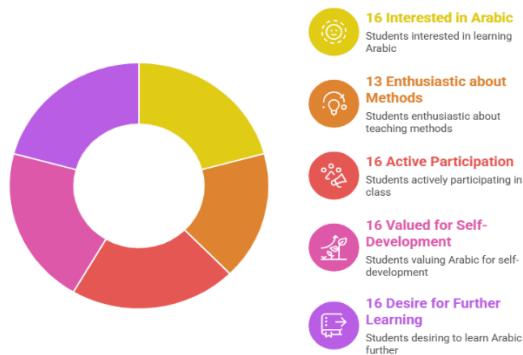 16 Interested in Arabic
Students interested in learning
Arabic
13 Enthusiastic about
Methods
Students enthusiastic about
teaching methods
16 Active Participation
Students actively participating in
class
16 Valued for Self-
Development
Students valuing Arabic for self-
development
16 Desire for Further
Learning
Students desiring to learn Arabic
further